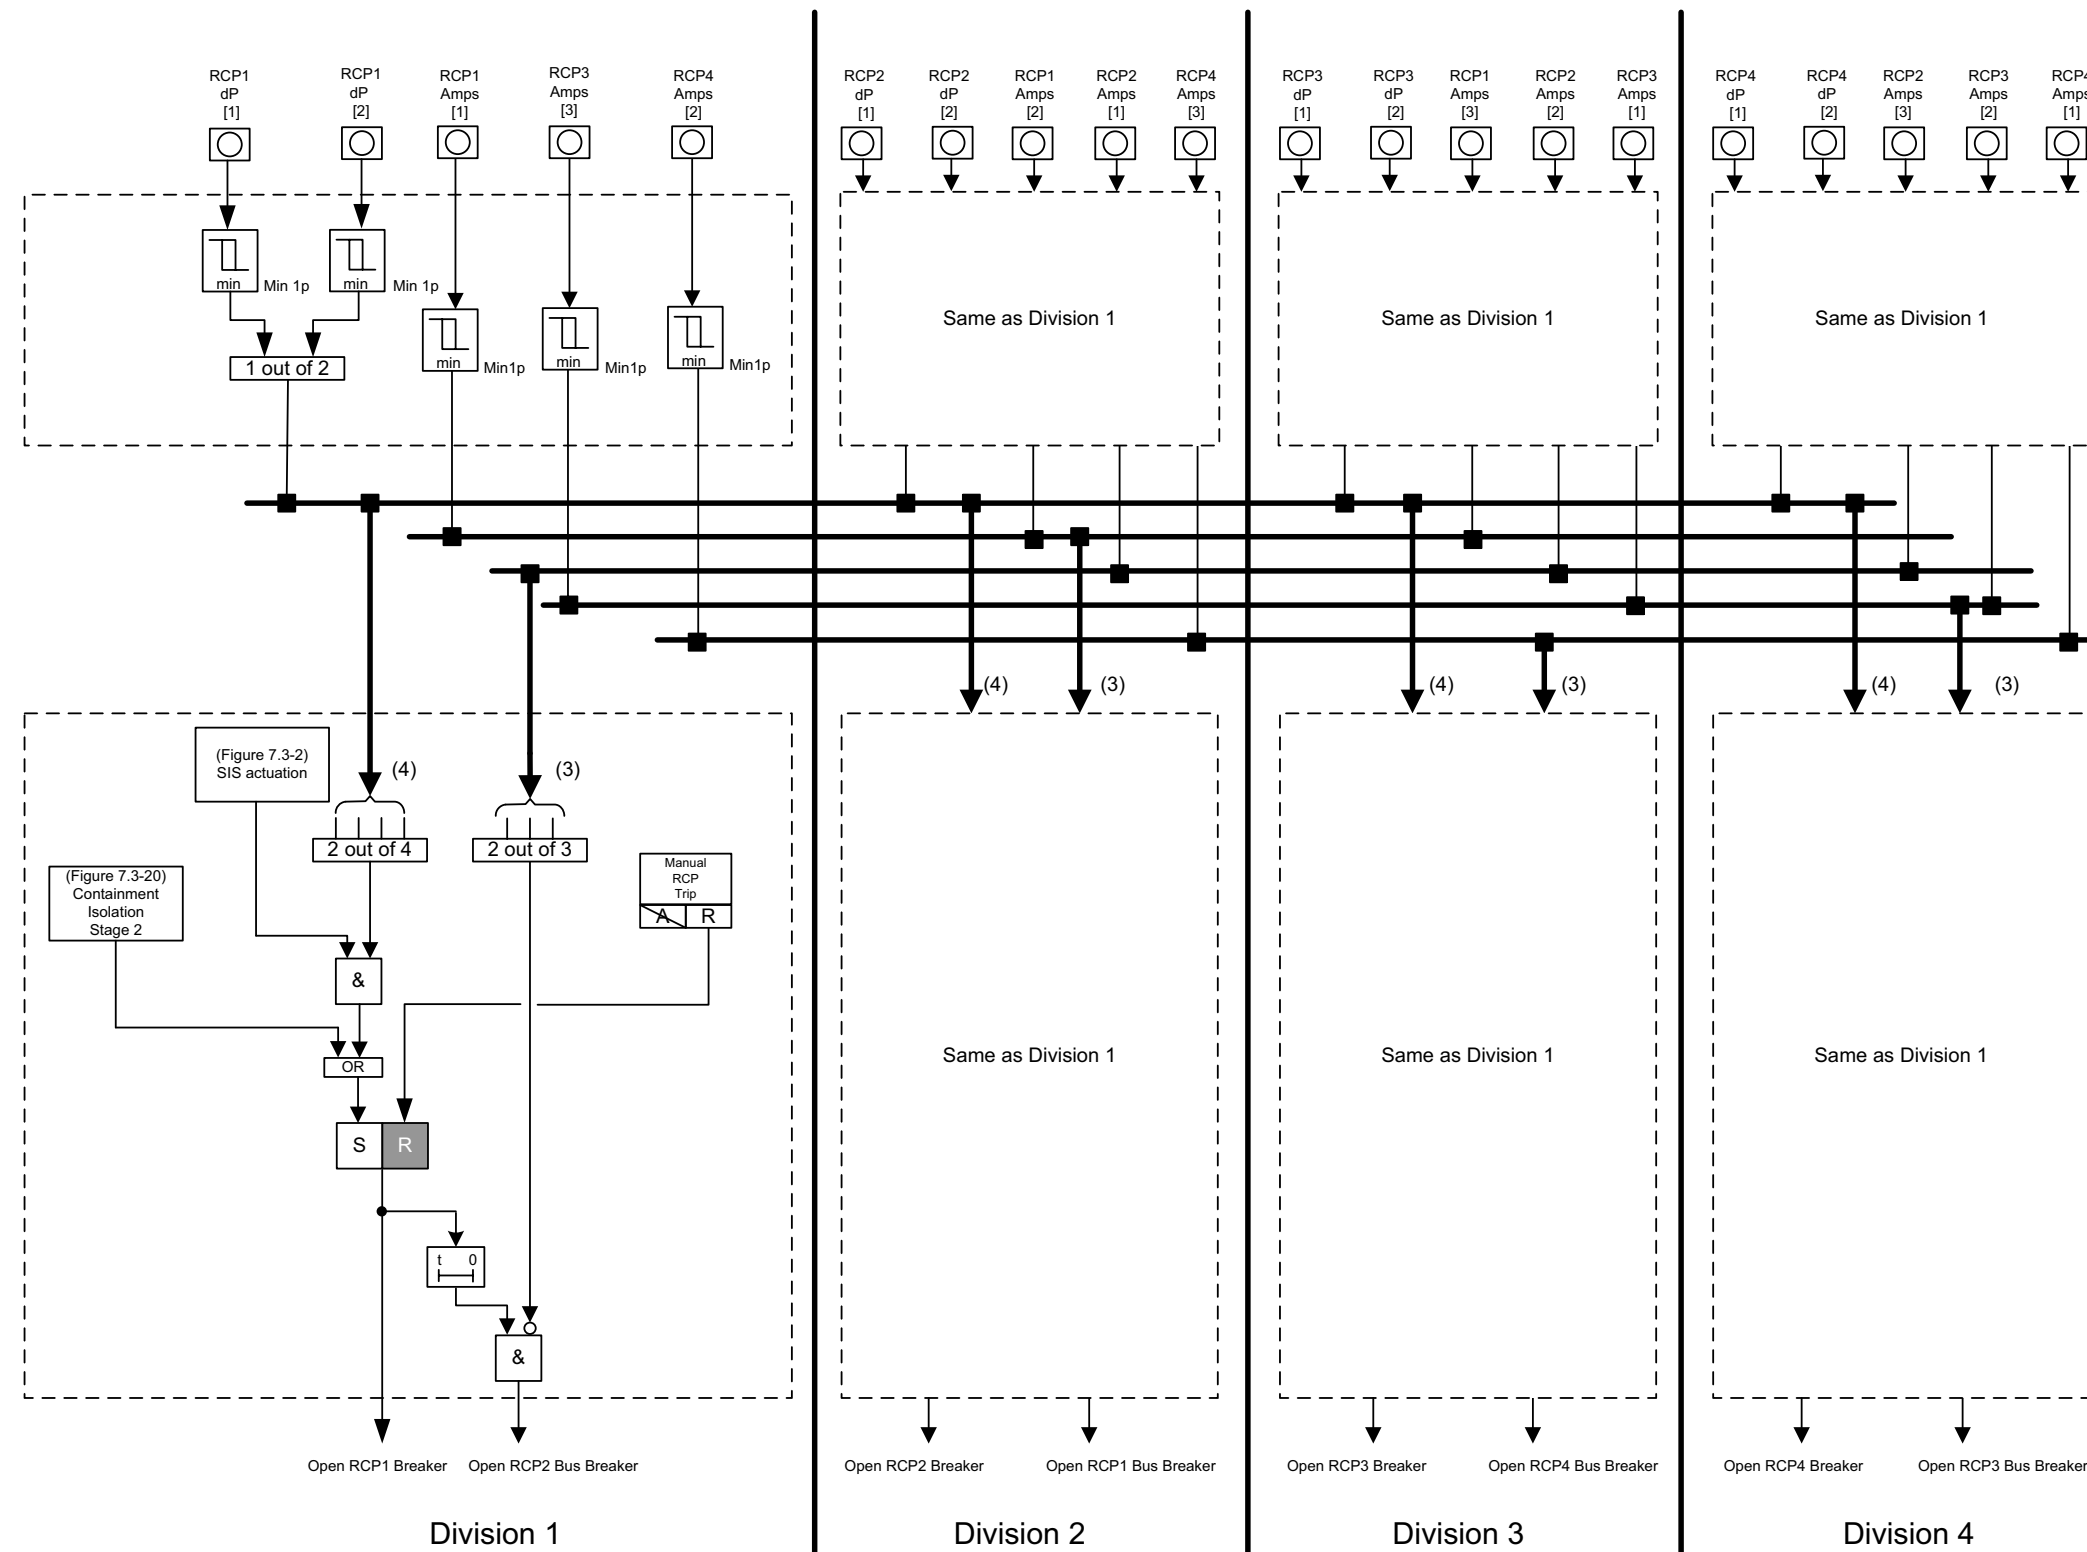 RCP1
dP
[1]
RCP1
dP
[2]
RCP1
Amps
[1]
RCP3
Amps
[3]
RCP4
Amps
[2]
RCP2
dP
[1]
RCP2
dP
[2]
RCP1
Amps
[2]
RCP2
Amps
[1]
RCP4
Amps
[3]
RCP3
dP
[1]
RCP3
dP
[2]
RCP1
Amps
[3]
RCP2
Amps
[2]
RCP3
Amps
[1]
RCP4
dP
[1]
RCP4
dP
[2]
RCP2
Amps
[3]
RCP3
Amps
[2]
RCP4
Amps
[1]
min
Min 1p
min
Min 1p
min
Min1p
min
Min1p
min
Min1p
1 out of 2
Same as Division 1
Same as Division 1
Same as Division 1
(4)
(3)
(4)
(3)
(4)
(3)
(Figure 7.3-2)
SIS actuation
(4)
(3)
2 out of 4
2 out of 3
(Figure 7.3-20)
Containment
Isolation
Stage 2
Manual
RCP
Trip
A
R
&
OR
S
R
t 0
&
Same as Division 1
Same as Division 1
Same as Division 1
Open RCP1 Breaker
Open RCP2 Bus Breaker
Open RCP2 Breaker
Open RCP1 Bus Breaker
Open RCP3 Breaker
Open RCP4 Bus Breaker
Open RCP4 Breaker
Open RCP3 Bus Breaker
Division 1
Division 2
Division 3
Division 4